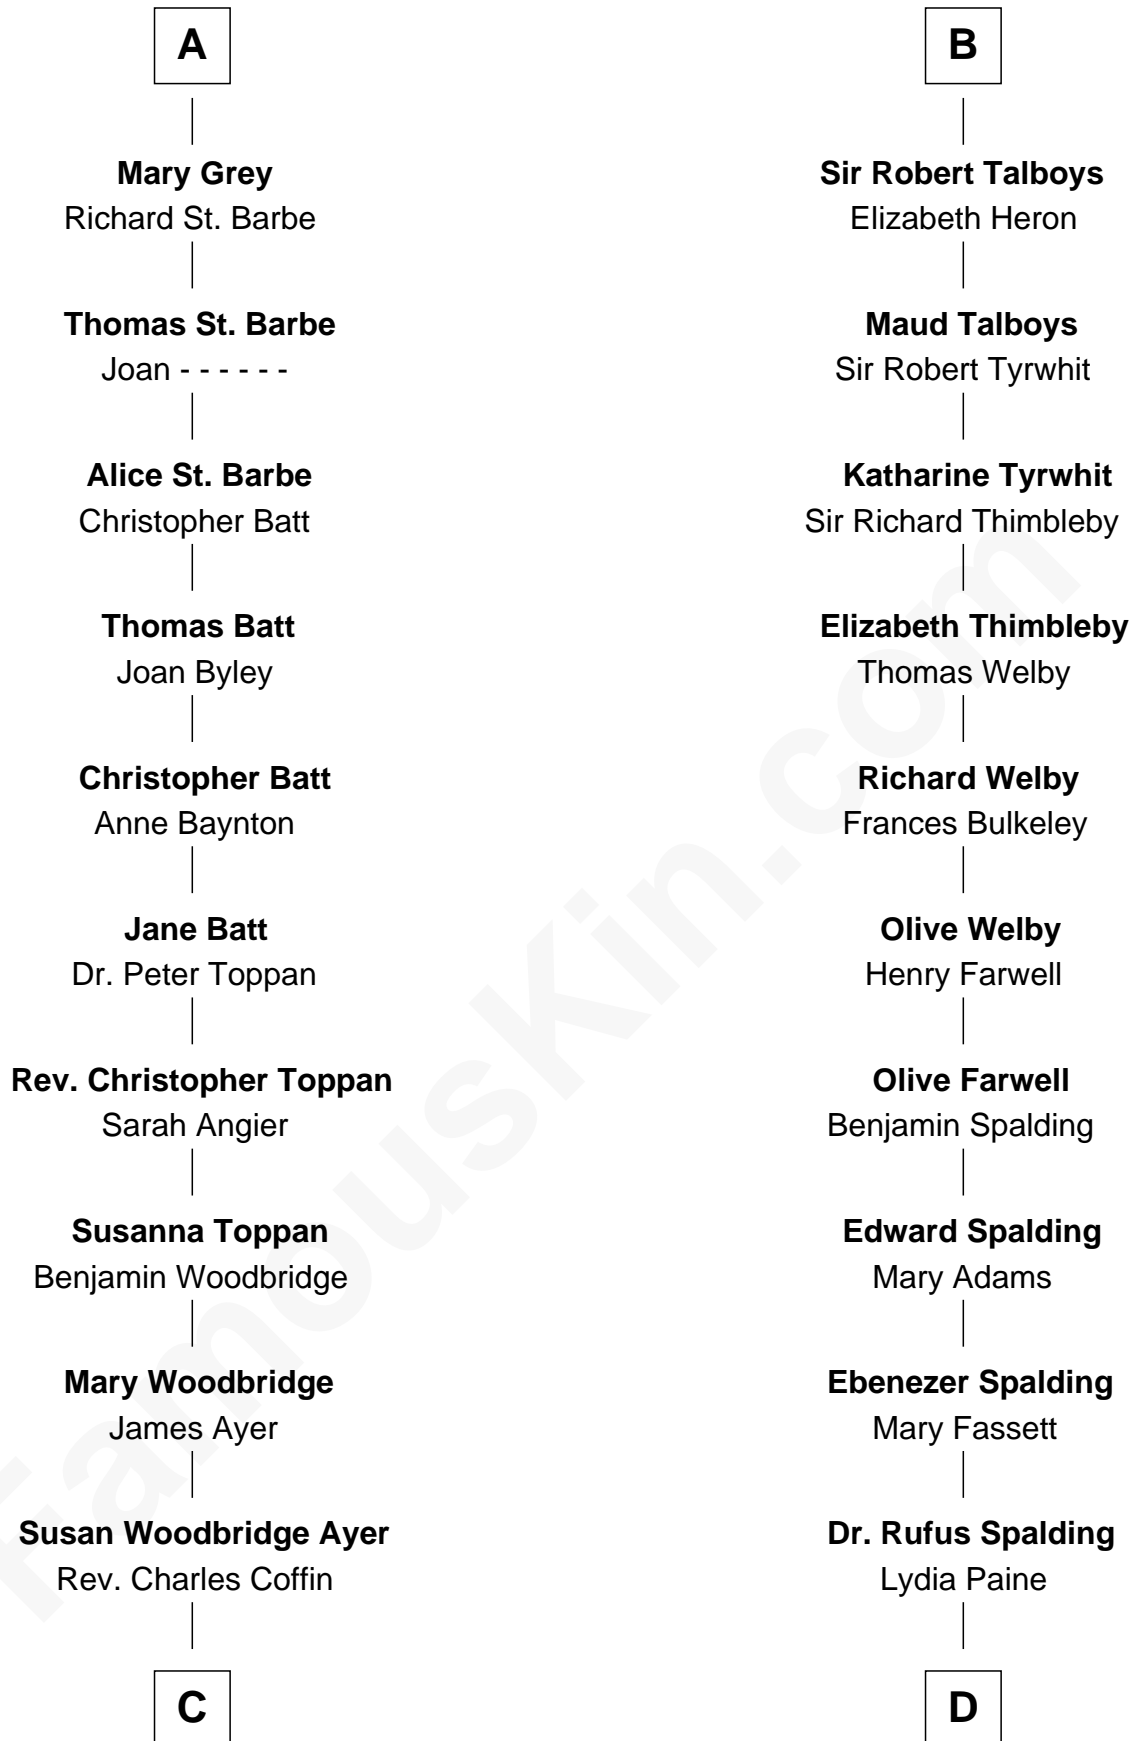 A
Mary Grey
Richard St. Barbe
Thomas St. Barbe
Joan - - - - - -
Alice St. Barbe
Christopher Batt
Thomas Batt
Joan Byley
Christopher Batt
Anne Baynton
Jane Batt
Dr. Peter Toppan
Rev. Christopher Toppan
Sarah Angier
Susanna Toppan
Benjamin Woodbridge
Mary Woodbridge
James Ayer
Susan Woodbridge Ayer
Rev. Charles Coffin
C
B
Sir Robert Talboys
Elizabeth Heron
Maud Talboys
Sir Robert Tyrwhit
Katharine Tyrwhit
Sir Richard Thimbleby
Elizabeth Thimbleby
Thomas Welby
Richard Welby
Frances Bulkeley
Olive Welby
Henry Farwell
Olive Farwell
Benjamin Spalding
Edward Spalding
Mary Adams
Ebenezer Spalding
Mary Fassett
Dr. Rufus Spalding
Lydia Paine
D
FamousKin.com